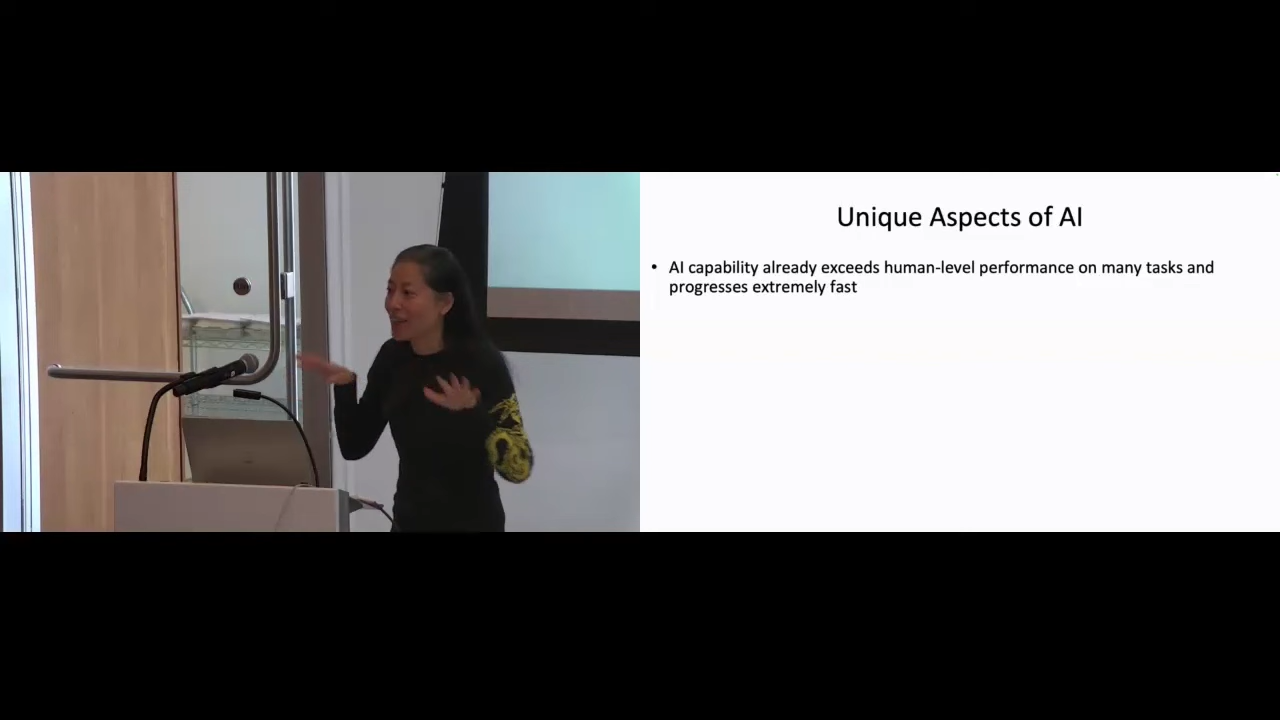 Unique Aspects of AI
• AI capability already exceeds human-level performance on many tasks and
progresses extremely fast